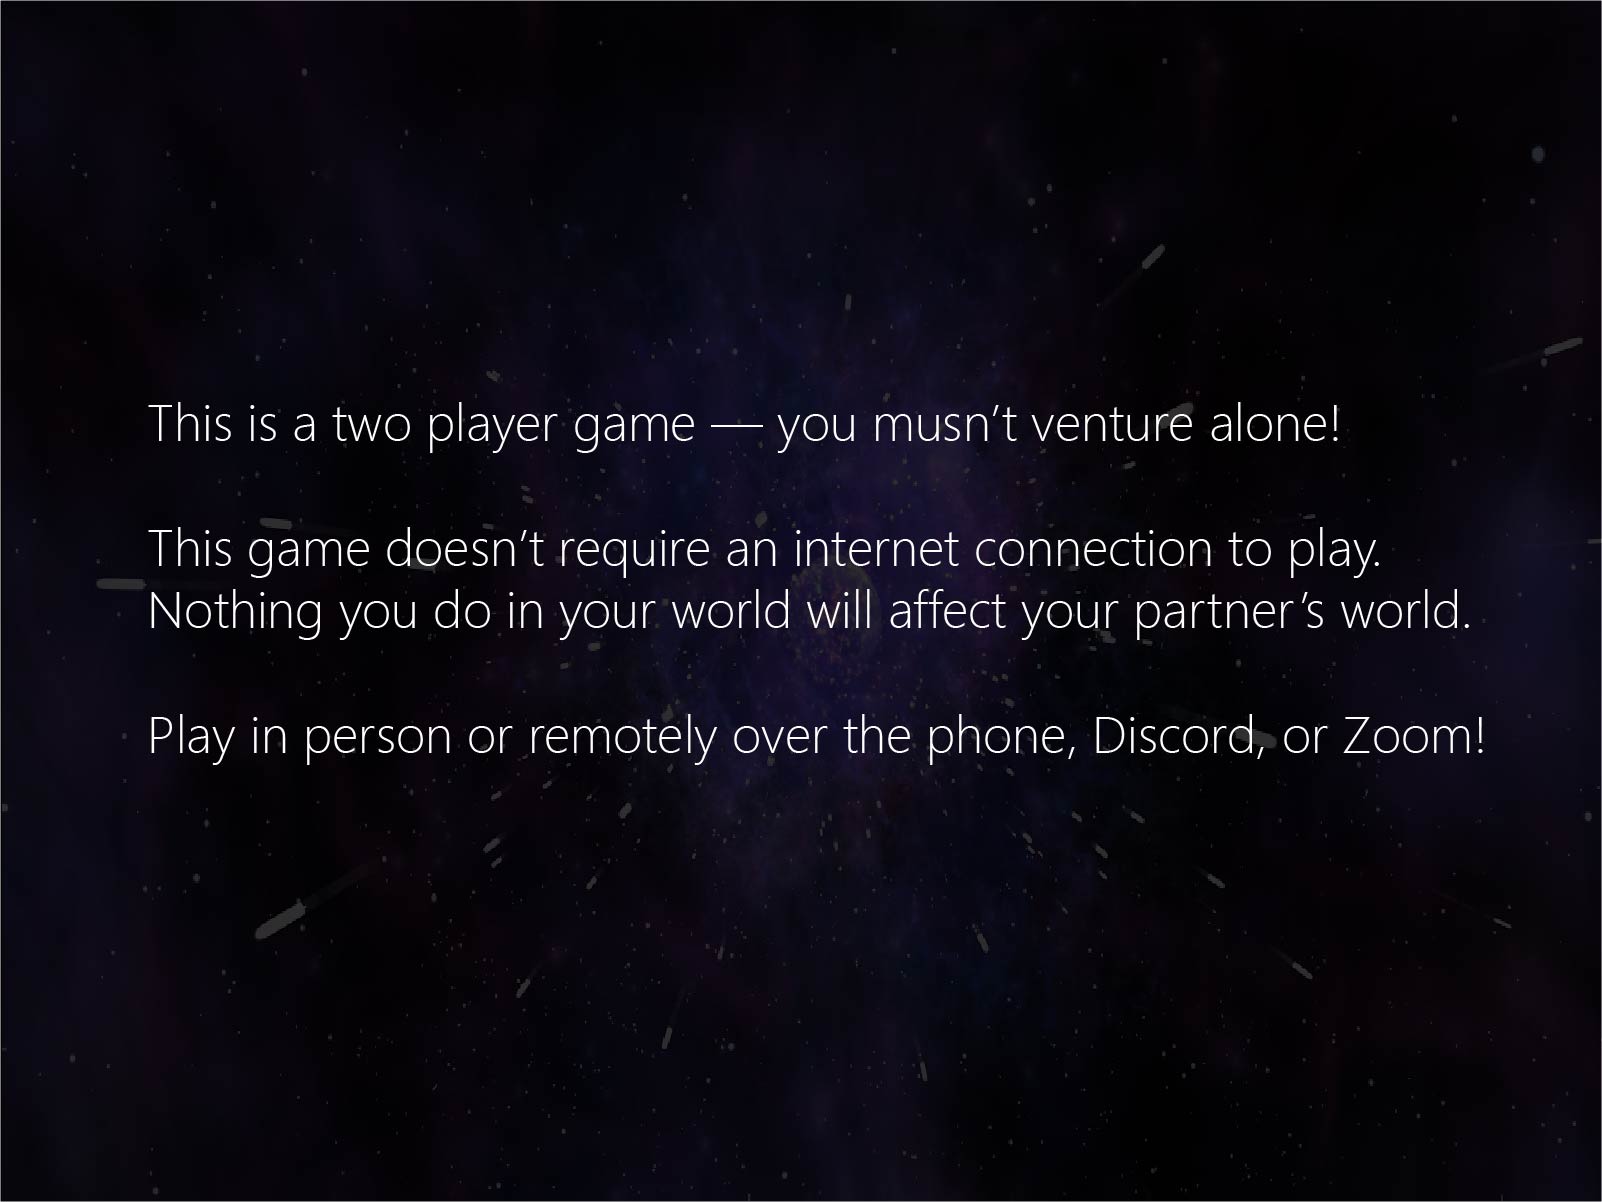 This is a two player game — you musn’t venture alone!
This game doesn’t require an internet connection to play.
Nothing you do in your world will affect your partner’s world.
Play in person or remotely over the phone, Discord, or Zoom!